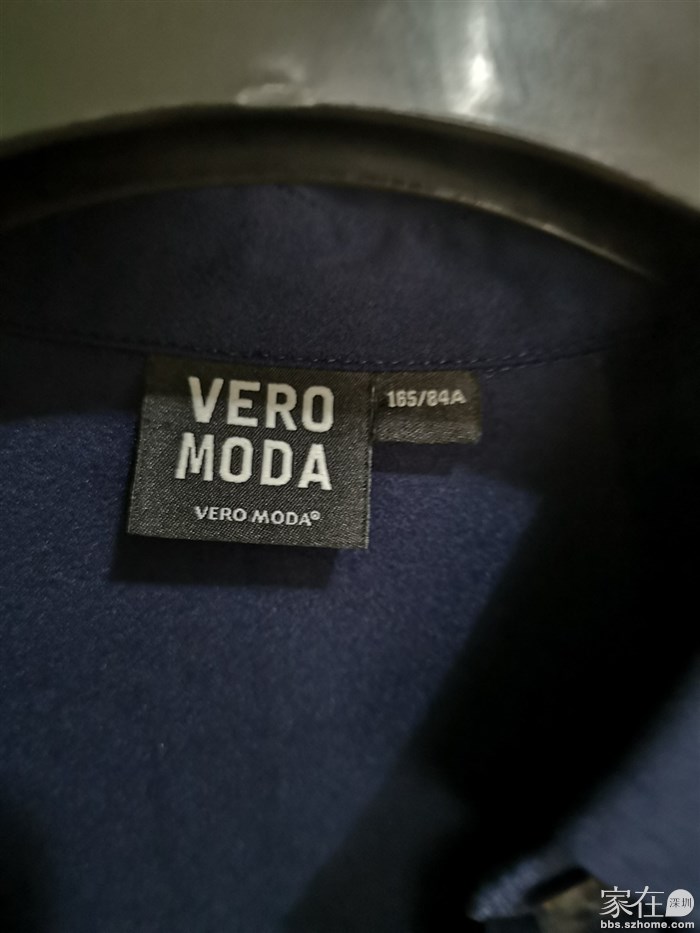 VERO
MODA
VERO MODA®
165/84A
家在深圳
bbs.szhome.com